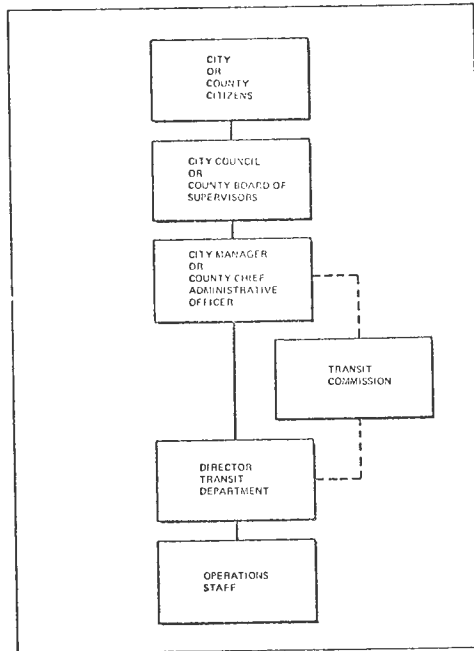 CITY
OR
COUNTY
CITIZENS
CITY COUNCIL
OR
COUNTY BOARD OF
SUPERVISORS
CITY MANAGER
OR
COUNTY CHIEF
ADMINISTRATIVE
OFFICER
TRANSIT
COMMISSION
DIRECTOR
TRANSIT
DEPARTMENT
OPERATIONS
STAFF